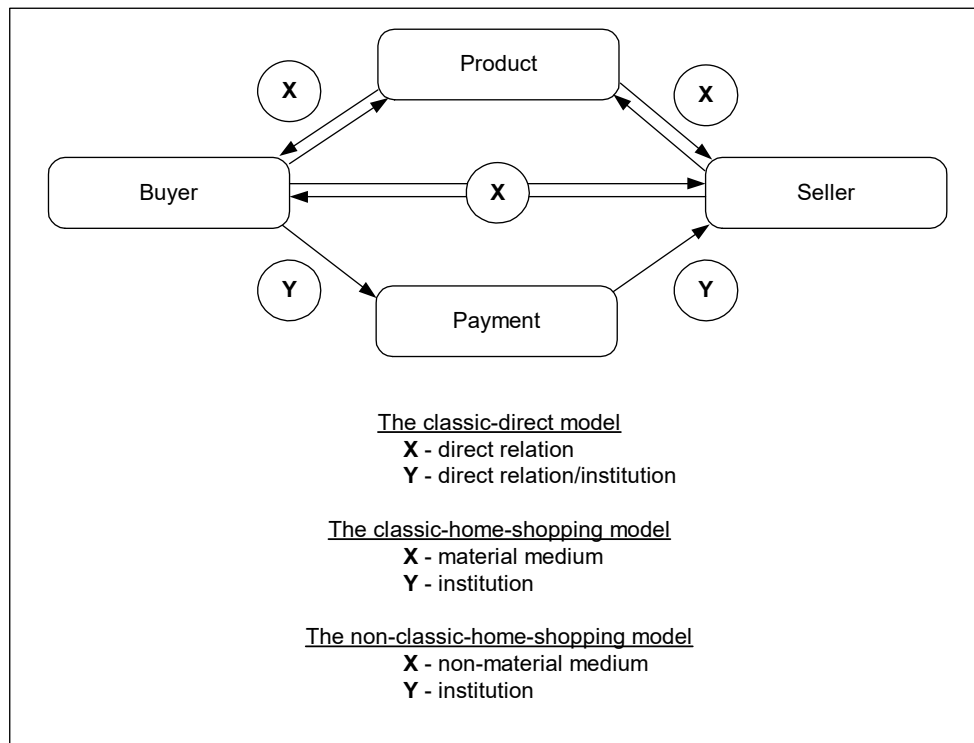 Product
X
X
Buyer
X
Seller
Y
Y
Payment
The classic-direct model
X - direct relation
Y - direct relation/institution
The classic-home-shopping model
X - material medium
Y - institution
The non-classic-home-shopping model
X - non-material medium
Y - institution